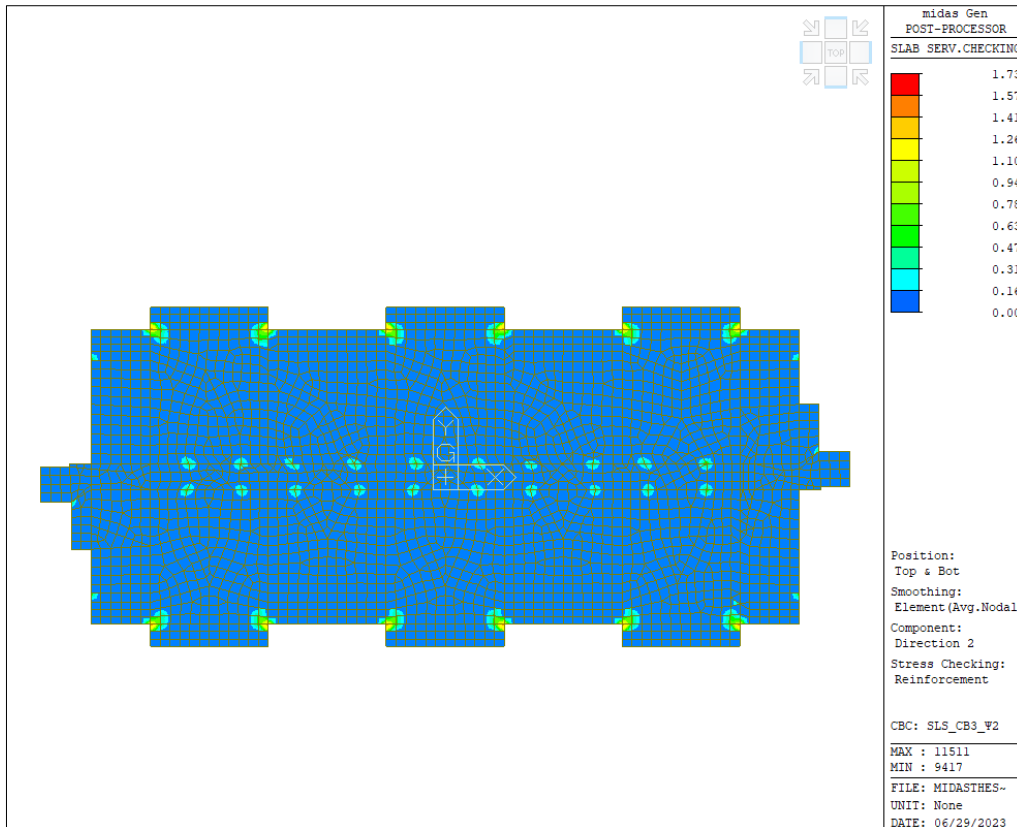 midas Gen
POST-PROCESSOR
SLAB SERV.CHECKING
TOP
1.73
1.57
1.41
1.26
1.10
0.94
0.78
0.63
0.47
0.31
0.16
0.00
Y
G
X
Position:
Top & Bot
Smoothing:
Element(Avg.Nodal
Component:
Direction 2
Stress Checking:
Reinforcement
CBC: SLS_CB3_Ψ2
MAX : 11511
MIN : 9417
FILE: MIDASTHES~
UNIT: None
DATE: 06/29/2023